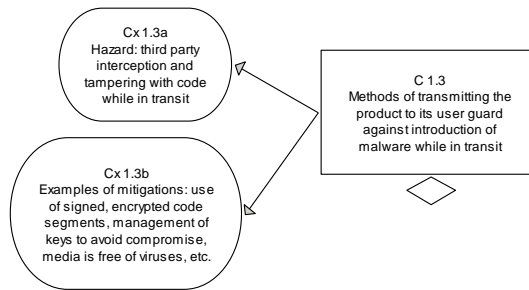 Cx 1.3a
Hazard: third party
interception and
tampering with code
while in transit
C 1.3
Methods of transmitting the
product to its user guard
against introduction of
malware while in transit
Cx 1.3b
Examples of mitigations: use
of signed, encrypted code
segments, management of
keys to avoid compromise,
media is free of viruses, etc.